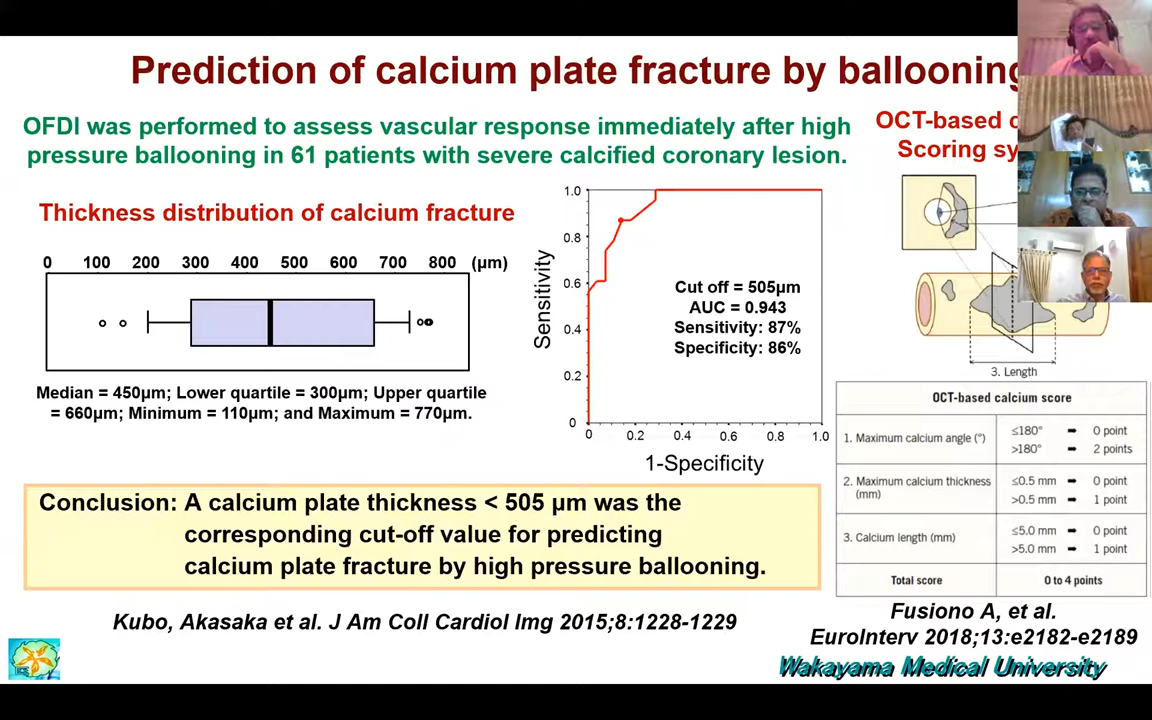 Prediction of calcium plate fracture by ballooning
OFDI was performed to assess vascular response immediately after high
pressure ballooning in 61 patients with severe calcified coronary lesion.
Thickness distribution of calcium fracture
0 100 200 300 400 500 600 700 800 (μm)
Median = 450μm; Lower quartile = 300μm; Upper quartile
= 660μm; Minimum = 110μm; and Maximum = 770μm.
Sensitivity
1.0
0.8
0.6
0.4
0.2
0
0 0.2 0.4 0.6 0.8 1.0
1-Specificity
Cut off = 505μm
AUC = 0.943
Sensitivity: 87%
Specificity: 86%
OCT-based
Scoring
3. Length
OCT-based calcium score
1. Maximum calcium angle (°)
≤180° ➡ 0 point
>180° ➡ 2 points
2. Maximum calcium thickness
(mm)
≤0.5 mm ➡ 0 point
>0.5 mm ➡ 1 point
3. Calcium length (mm)
≤5.0 mm ➡ 0 point
>5.0 mm ➡ 1 point
Total score 0 to 4 points
Conclusion: A calcium plate thickness < 505 μm was the
corresponding cut-off value for predicting
calcium plate fracture by high pressure ballooning.
Kubo, Akasaka et al. J Am Coll Cardiol Img 2015;8:1228-1229
Fusiono A, et al.
EuroInterv 2018;13:e2182-e2189
Wakayama Medical University